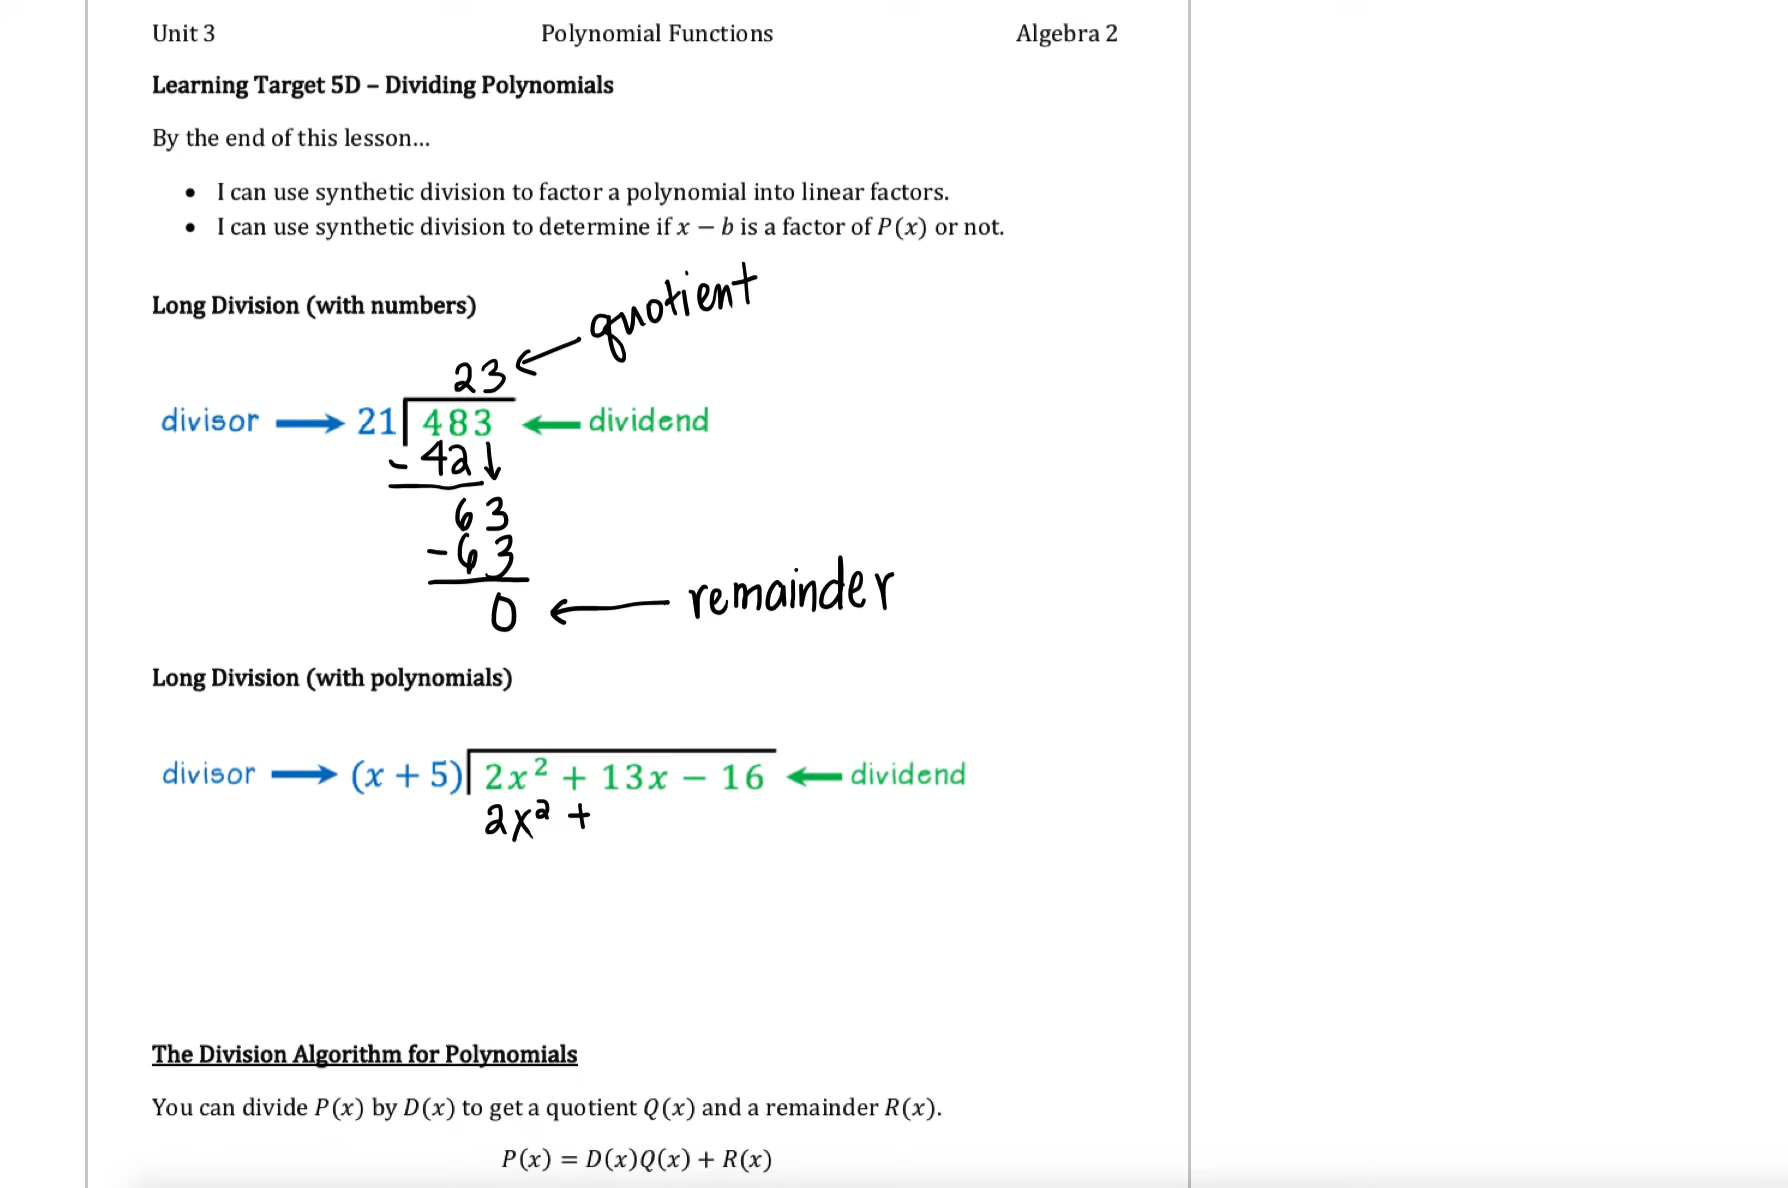 Unit 3 Polynomial Functions Algebra 2
Learning Target 5D – Dividing Polynomials
By the end of this lesson...
• I can use synthetic division to factor a polynomial into linear factors.
• I can use synthetic division to determine if x − b is a factor of P(x) or not.
Long Division (with numbers)
quotient
23
divisor 21 483 dividend
- 42
63
-63
0 remainder
Long Division (with polynomials)
divisor (x + 5) 2x² + 13x − 16 dividend
2x² +
The Division Algorithm for Polynomials
You can divide P(x) by D(x) to get a quotient Q(x) and a remainder R(x).
P(x) = D(x)Q(x) + R(x)